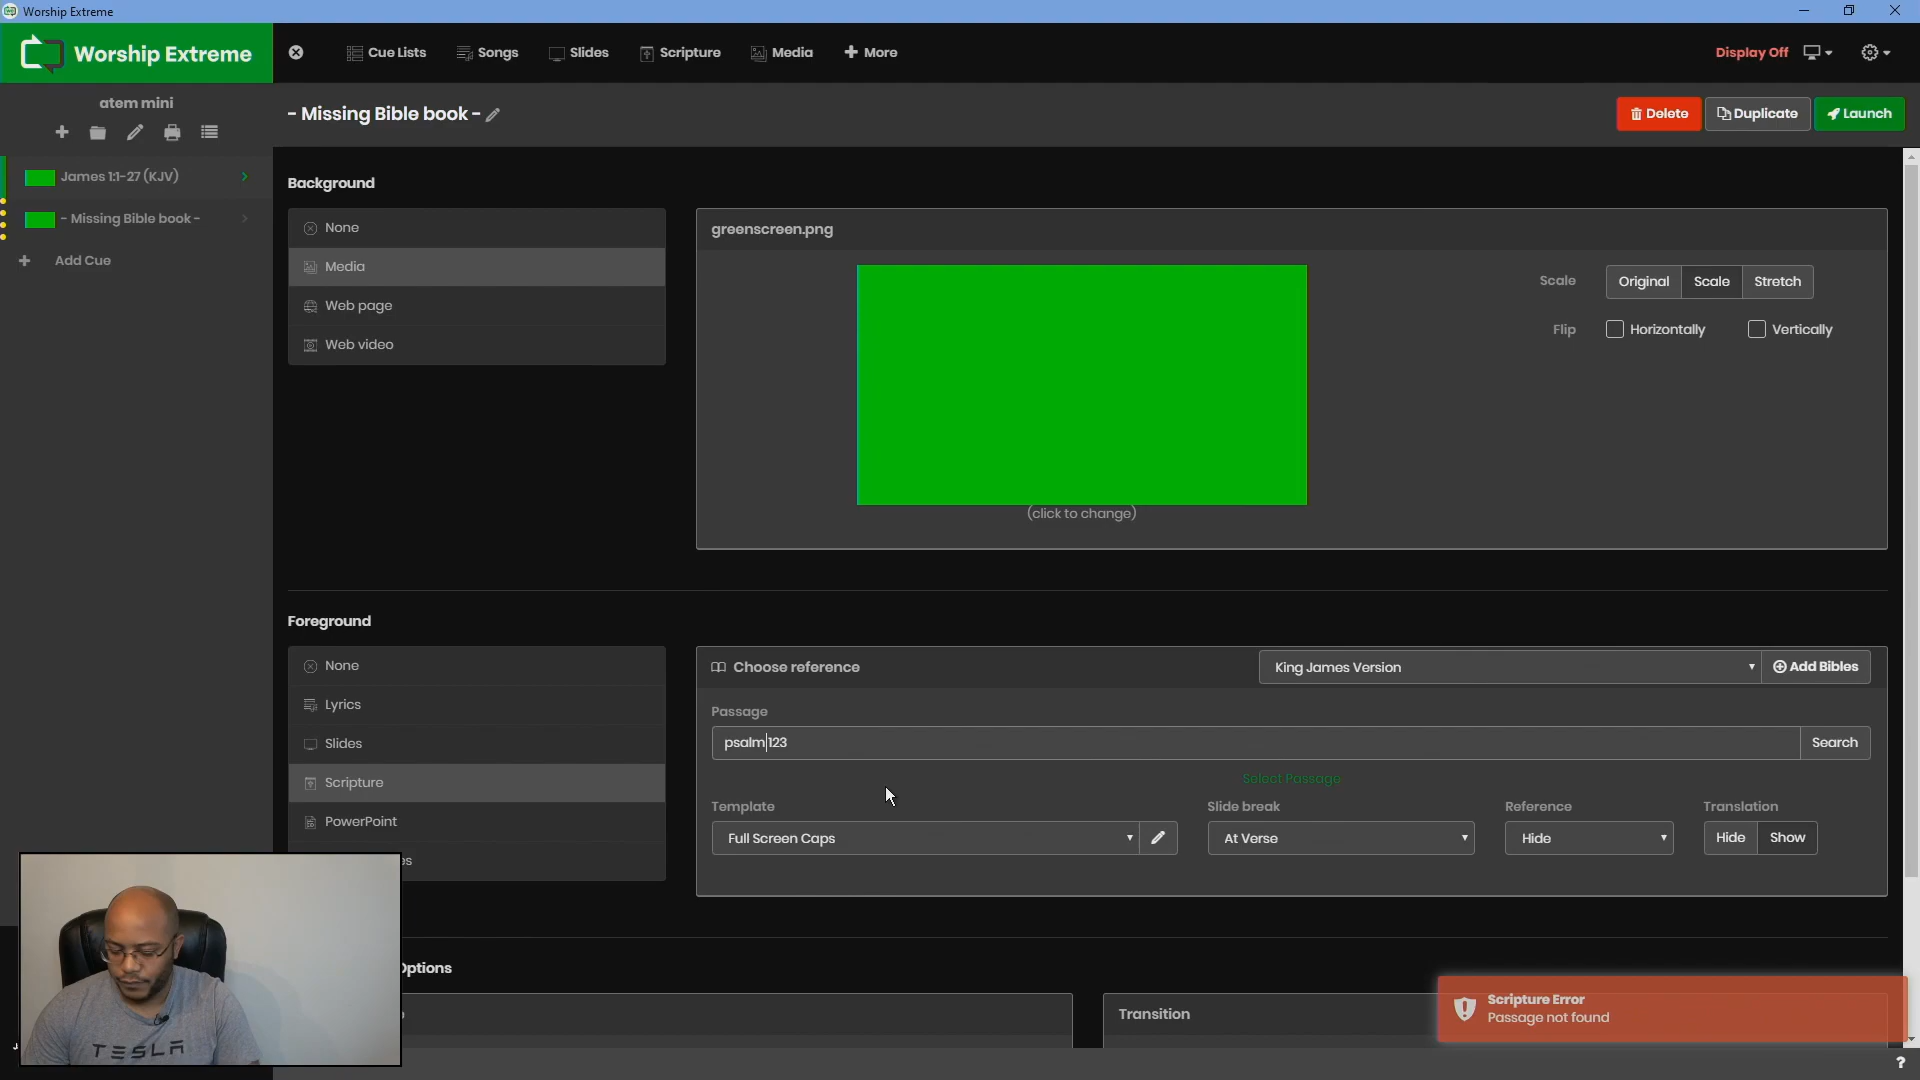 Worship Extreme
Worship Extreme
Cue Lists
Songs
Slides
Scripture
Media
More
Display Off
atem mini
- Missing Bible book -
Delete
Duplicate
Launch
James 1:1-27 (KJV)
- Missing Bible book -
Add Cue
Background
None
Media
Web page
Web video
greenscreen.png
(click to change)
Scale
Original
Scale
Stretch
Flip
Horizontally
Vertically
Foreground
None
Lyrics
Slides
Scripture
PowerPoint
es
Choose reference
King James Version
Add Bibles
Passage
psalm123
Search
Select Passage
Template
Slide break
Reference
Translation
Full Screen Caps
At Verse
Hide
Hide
Show
Options
Transition
Scripture Error
Passage not found
TESLA
?